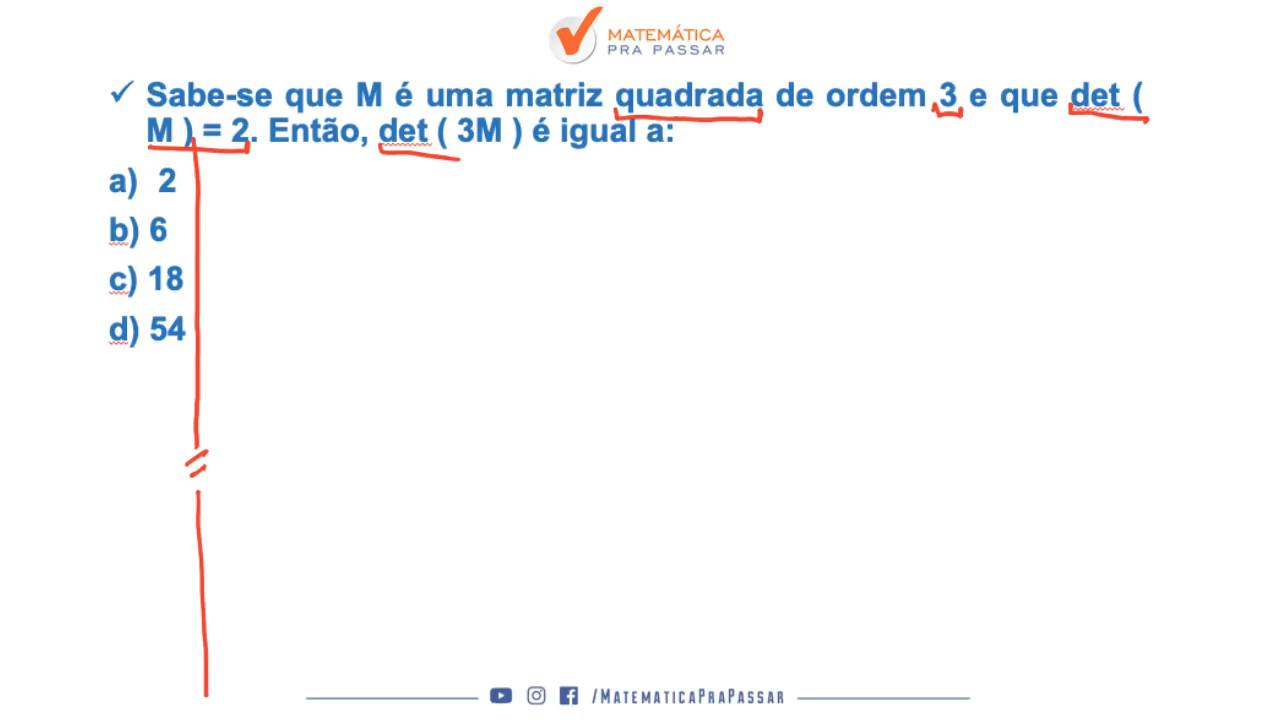 MATEMÁTICA
PRA PASSAR
✓ Sabe-se que M é uma matriz quadrada de ordem 3 e que det (
M ) = 2. Então, det ( 3M ) é igual a:
a) 2
b) 6
c) 18
d) 54
/MATEMATICAPRAPASSAR